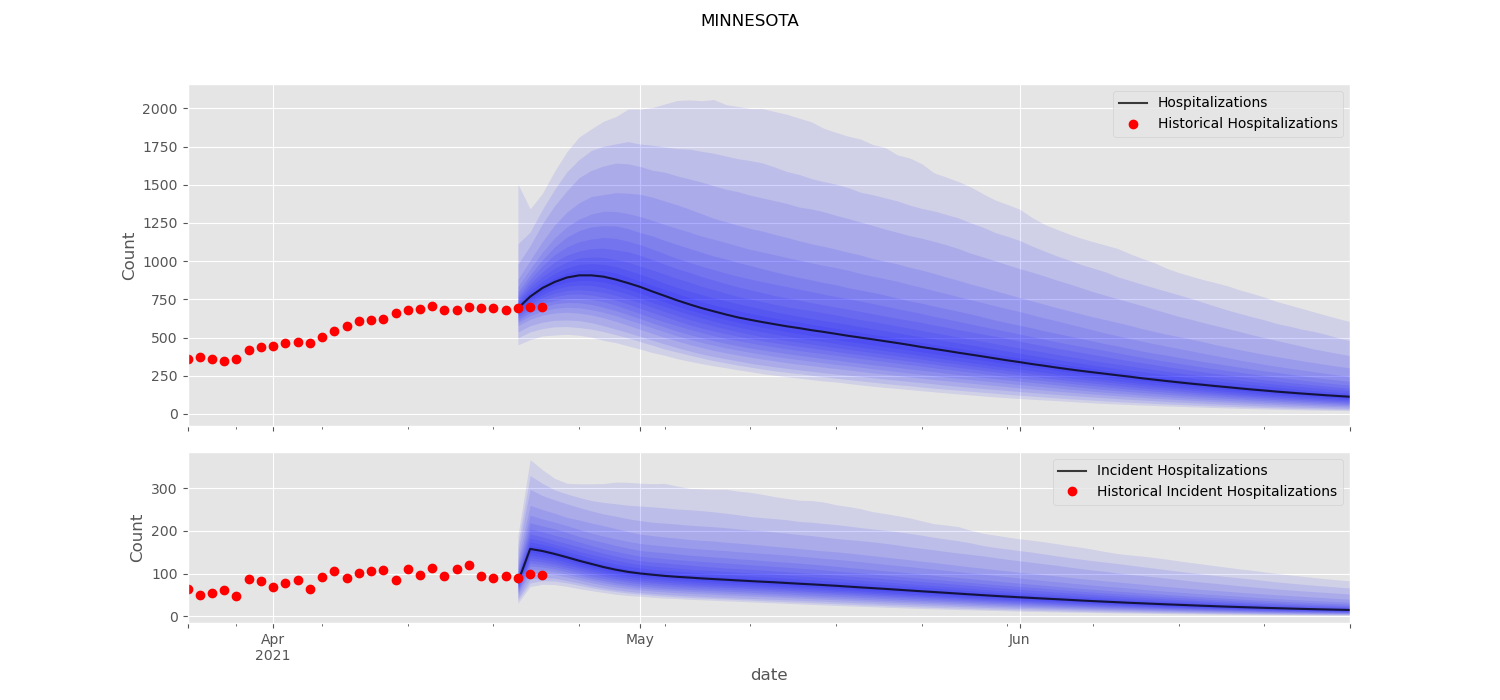 MINNESOTA
2000
1750
1500
1250
1000
750
500
250
0
Count
Hospitalizations
Historical Hospitalizations
300
200
100
0
Count
Incident Hospitalizations
Historical Incident Hospitalizations
Apr
2021
May
Jun
date